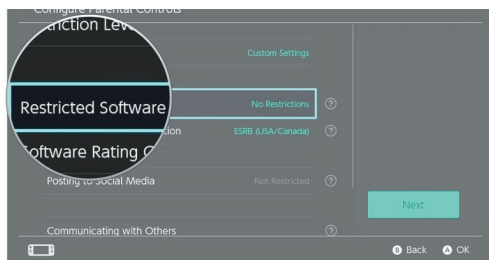 Configure Parental Controls
riction Leve
Custom Settings
Restricted Software
No Restrictions ?
oftware Rating O
ion
ESRB (USA/Canada) ?
Posting to Social Media
Not Restricted ?
Next
Communicating with Others ?
B Back A OK